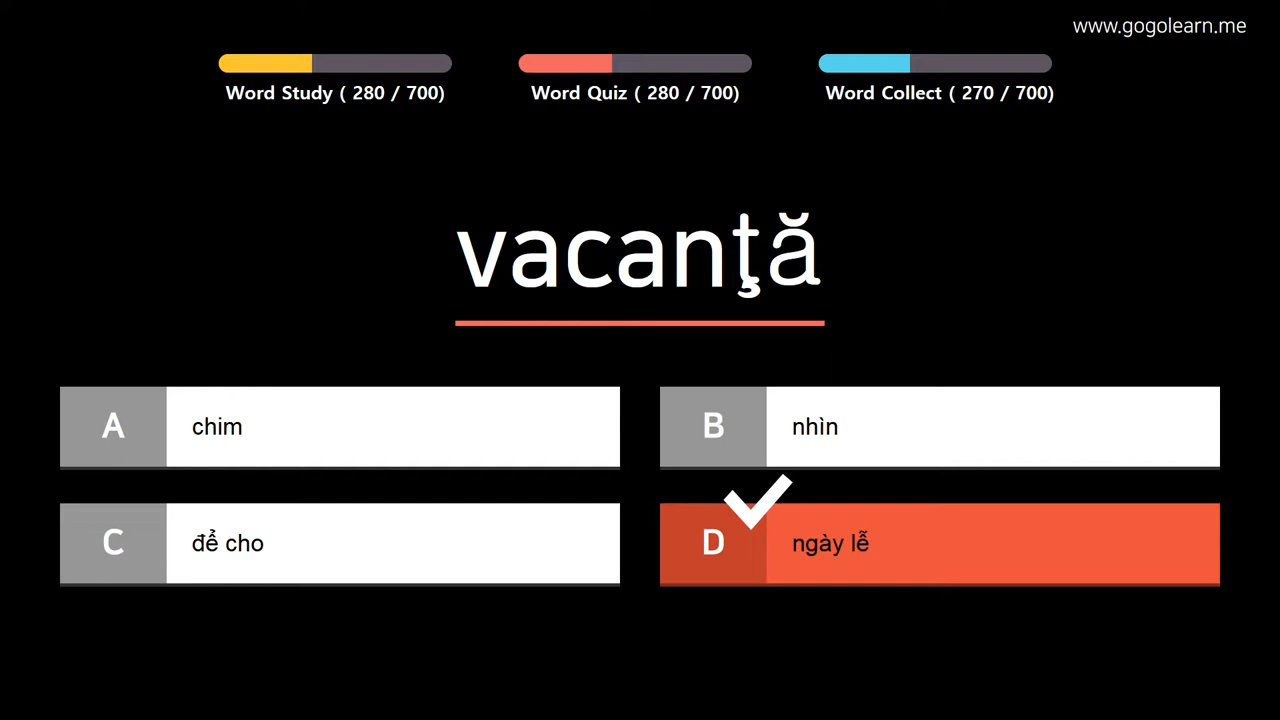 www.gogolearn.me
Word Study ( 280 / 700)
Word Quiz ( 280 / 700)
Word Collect ( 270 / 700)
vacanţă
A chim
B nhìn
C để cho
D ngày lễ